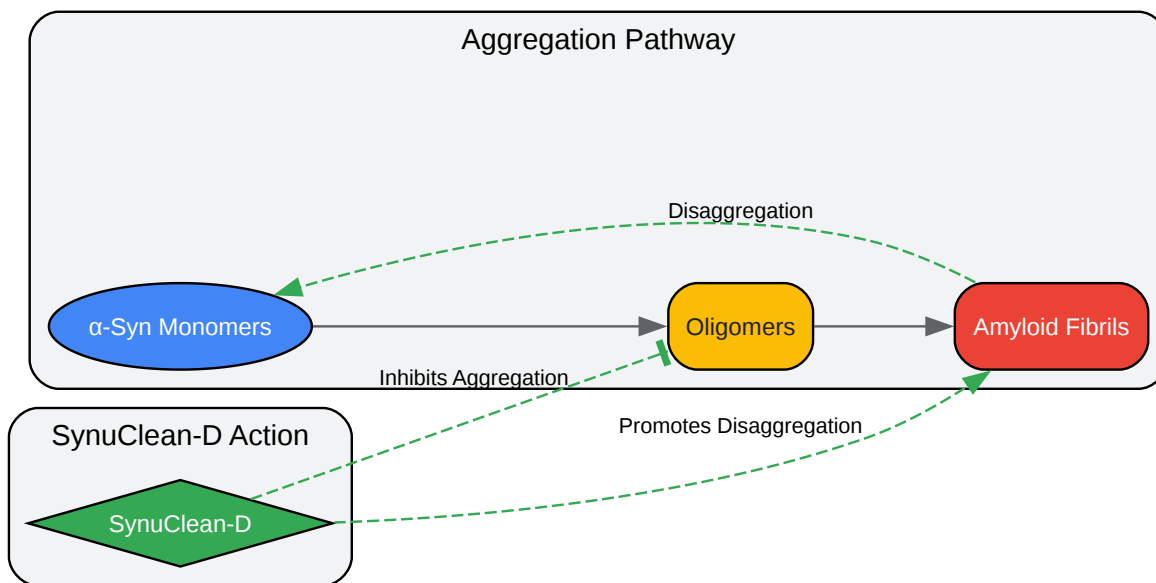 Aggregation Pathway
Disaggregation
α-Syn Monomers
Oligomers
Amyloid Fibrils
Inhibits Aggregation
Promotes Disaggregation
SynuClean-D Action
SynuClean-D